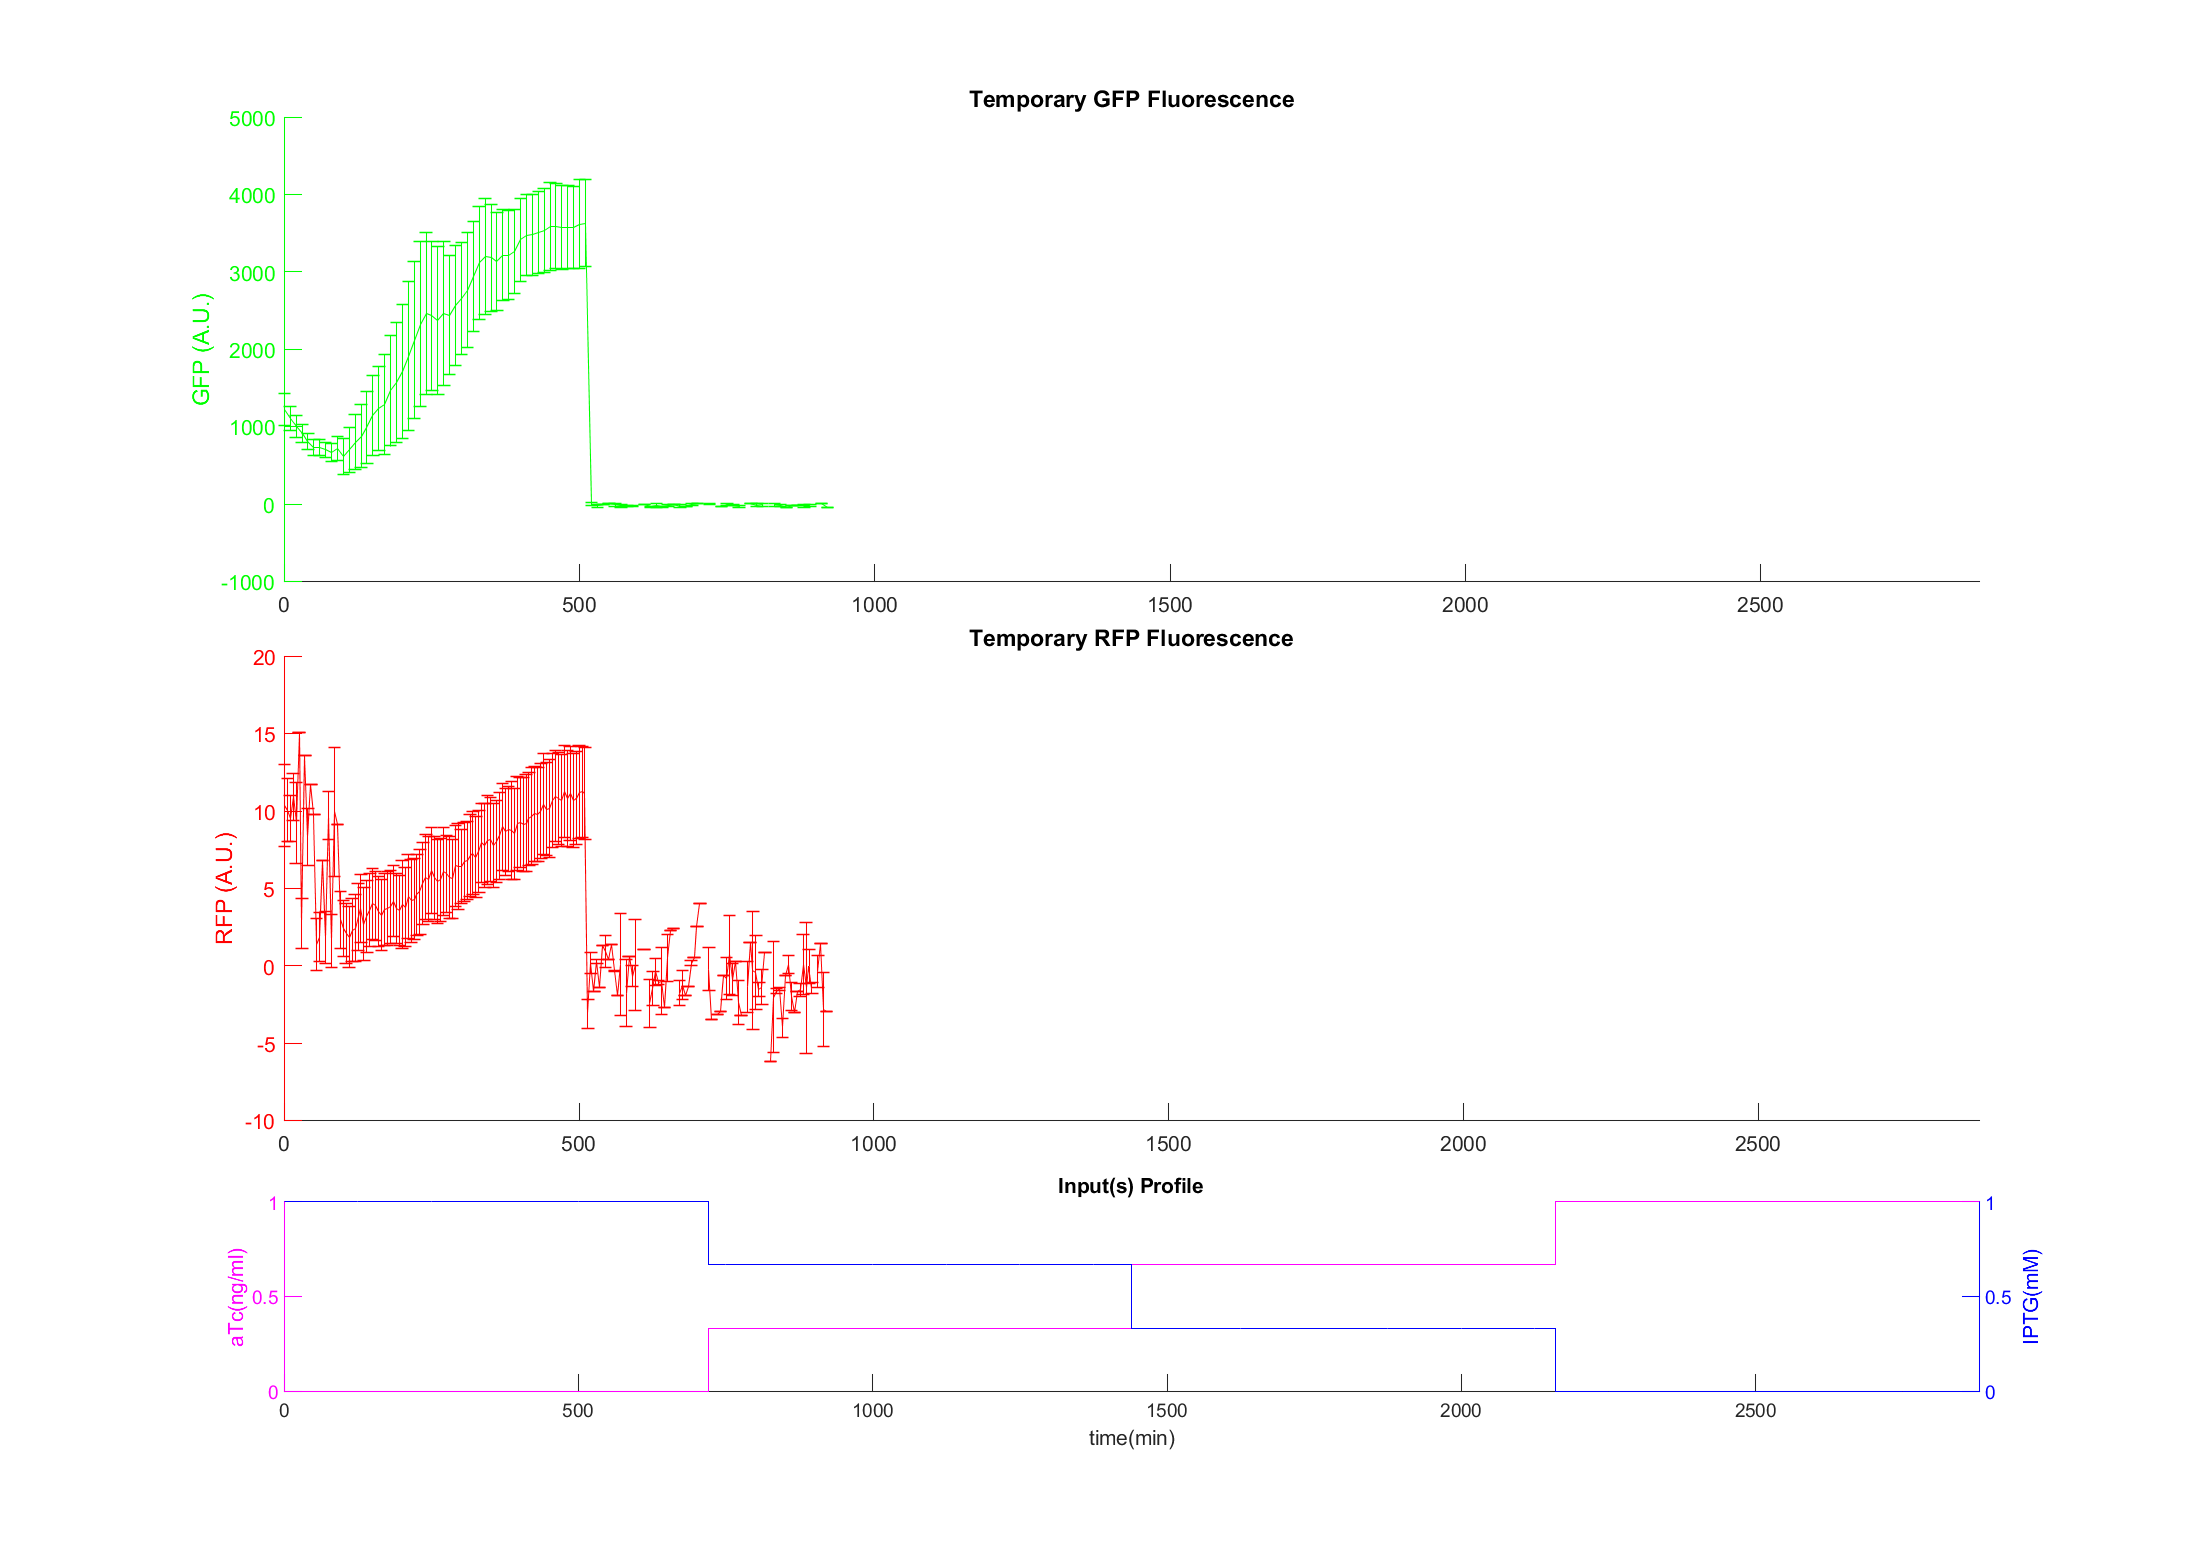 Temporary GFP Fluorescence
5000
4000
3000
2000
1000
0
-1000
GFP (A.U.)
0 500 1000 1500 2000 2500
Temporary RFP Fluorescence
20
15
10
5
0
-5
-10
RFP (A.U.)
0 500 1000 1500 2000 2500
Input(s) Profile
1
0.5
0
aTc(ng/ml)
1
0.5
0
IPTG(mM)
0 500 1000 1500 2000 2500
time(min)